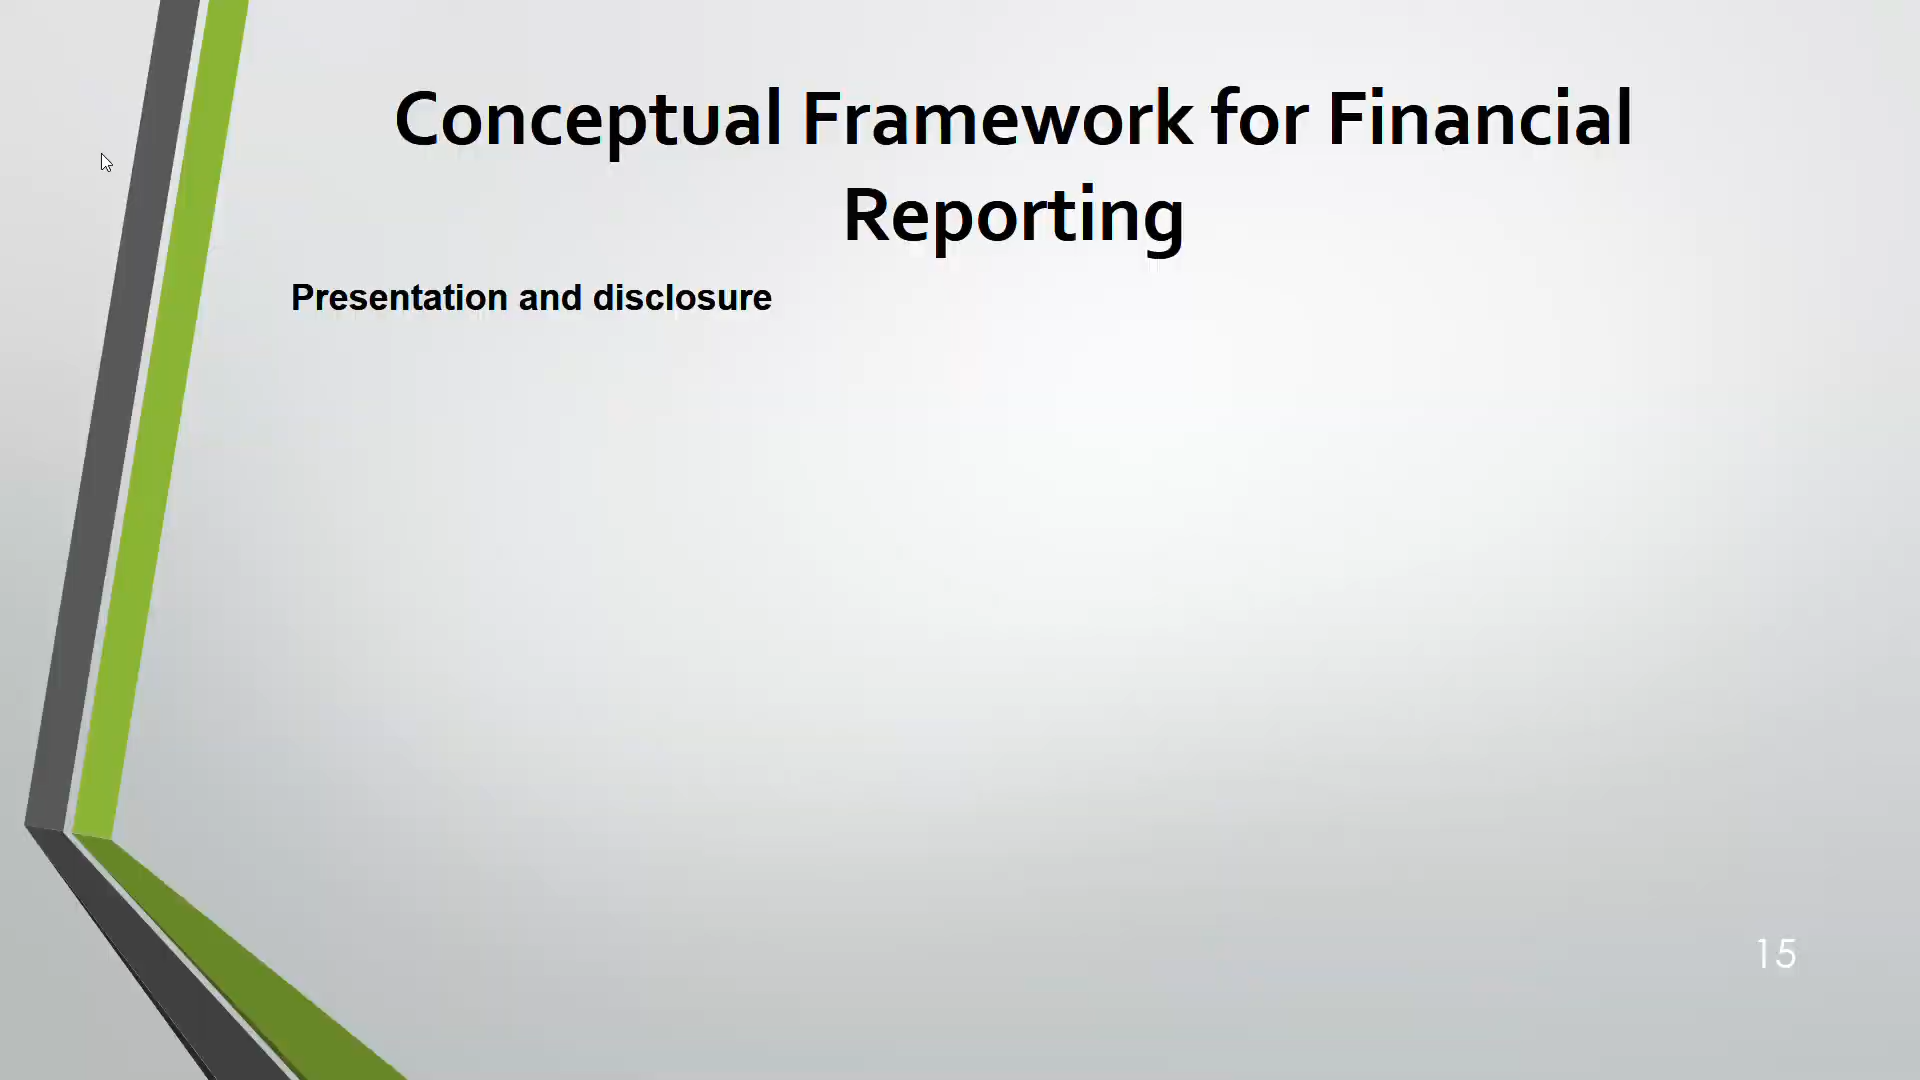 Conceptual Framework for Financial
Reporting
Presentation and disclosure
15